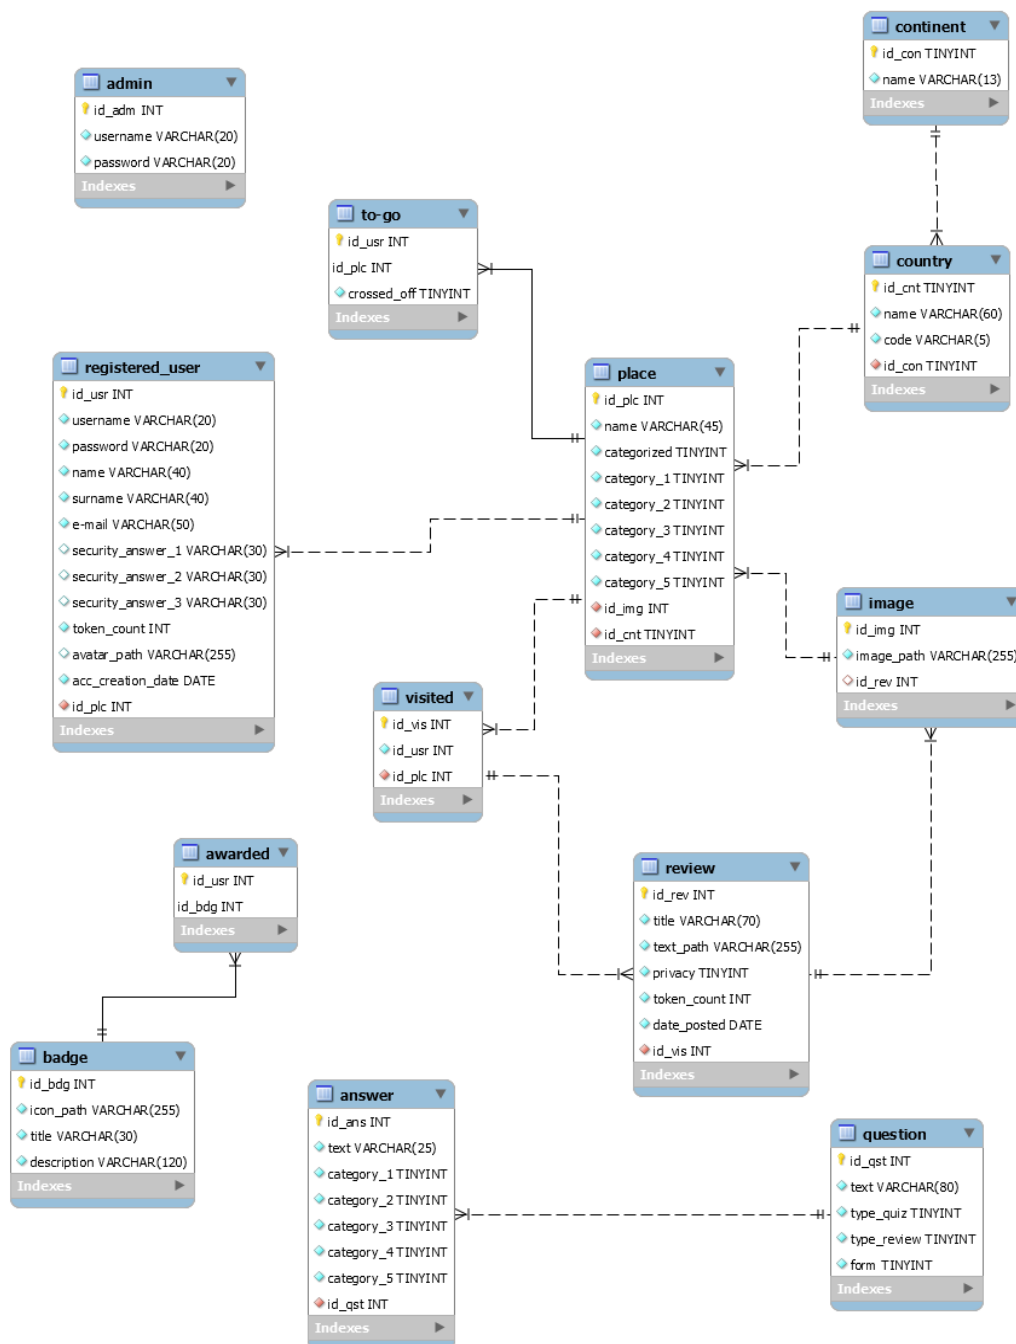 continent
id_con TINYINT
name VARCHAR(13)
Indexes
admin
id_adm INT
username VARCHAR(20)
password VARCHAR(20)
Indexes
to-go
id_usr INT
id_plc INT
crossed_off TINYINT
Indexes
country
id_cnt TINYINT
name VARCHAR(60)
code VARCHAR(5)
id_con TINYINT
Indexes
registered_user
id_usr INT
username VARCHAR(20)
password VARCHAR(20)
name VARCHAR(40)
surname VARCHAR(40)
e-mail VARCHAR(50)
security_answer_1 VARCHAR(30)
security_answer_2 VARCHAR(30)
security_answer_3 VARCHAR(30)
token_count INT
avatar_path VARCHAR(255)
acc_creation_date DATE
id_plc INT
Indexes
place
id_plc INT
name VARCHAR(45)
categorized TINYINT
category_1 TINYINT
category_2 TINYINT
category_3 TINYINT
category_4 TINYINT
category_5 TINYINT
id_img INT
id_cnt TINYINT
Indexes
image
id_img INT
image_path VARCHAR(255)
id_rev INT
Indexes
visited
id_vis INT
id_usr INT
id_plc INT
Indexes
awarded
id_usr INT
id_bdg INT
Indexes
review
id_rev INT
title VARCHAR(70)
text_path VARCHAR(255)
privacy TINYINT
token_count INT
date_posted DATE
id_vis INT
Indexes
badge
id_bdg INT
icon_path VARCHAR(255)
title VARCHAR(30)
description VARCHAR(120)
Indexes
answer
id_ans INT
text VARCHAR(25)
category_1 TINYINT
category_2 TINYINT
category_3 TINYINT
category_4 TINYINT
category_5 TINYINT
id_qst INT
Indexes
question
id_qst INT
text VARCHAR(80)
type_quiz TINYINT
type_review TINYINT
form TINYINT
Indexes